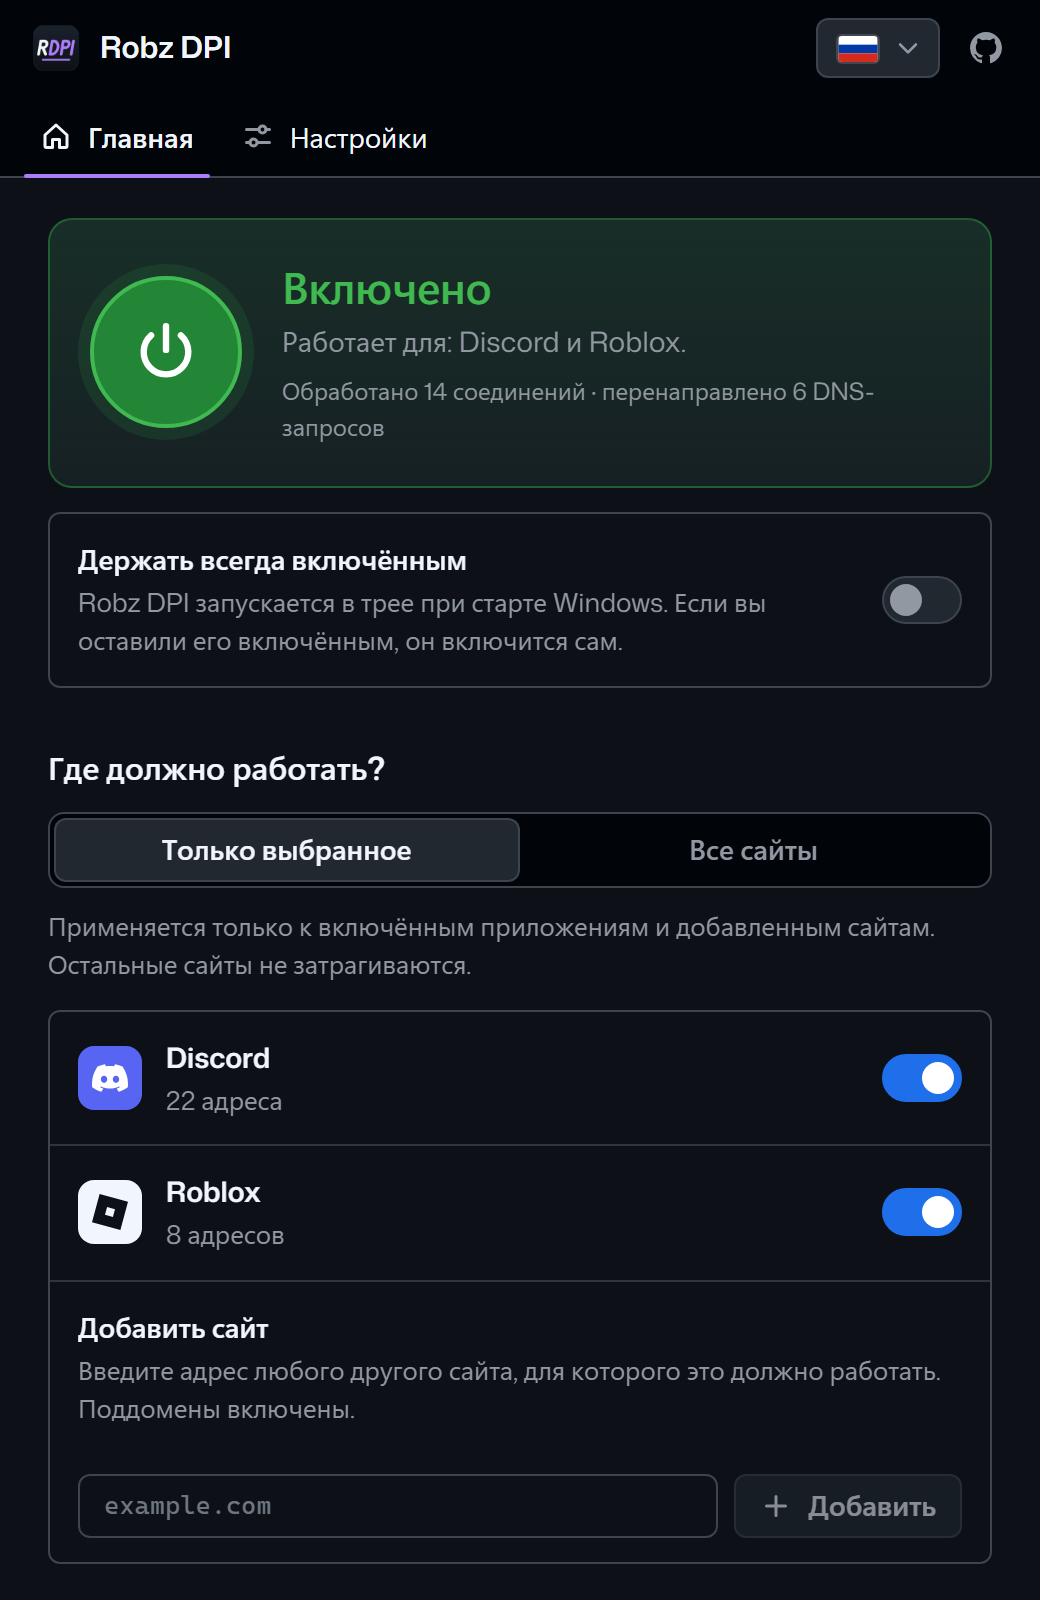 RDPI
Robz DPI
Главная
Настройки
Включено
Работает для: Discord и Roblox.
Обработано 14 соединений · перенаправлено 6 DNS-
запросов
Держать всегда включённым
Robz DPI запускается в трее при старте Windows. Если вы
оставили его включённым, он включится сам.
Где должно работать?
Только выбранное
Все сайты
Применяется только к включённым приложениям и добавленным сайтам.
Остальные сайты не затрагиваются.
Discord
22 адреса
Roblox
8 адресов
Добавить сайт
Введите адрес любого другого сайта, для которого это должно работать.
Поддомены включены.
example.com
Добавить